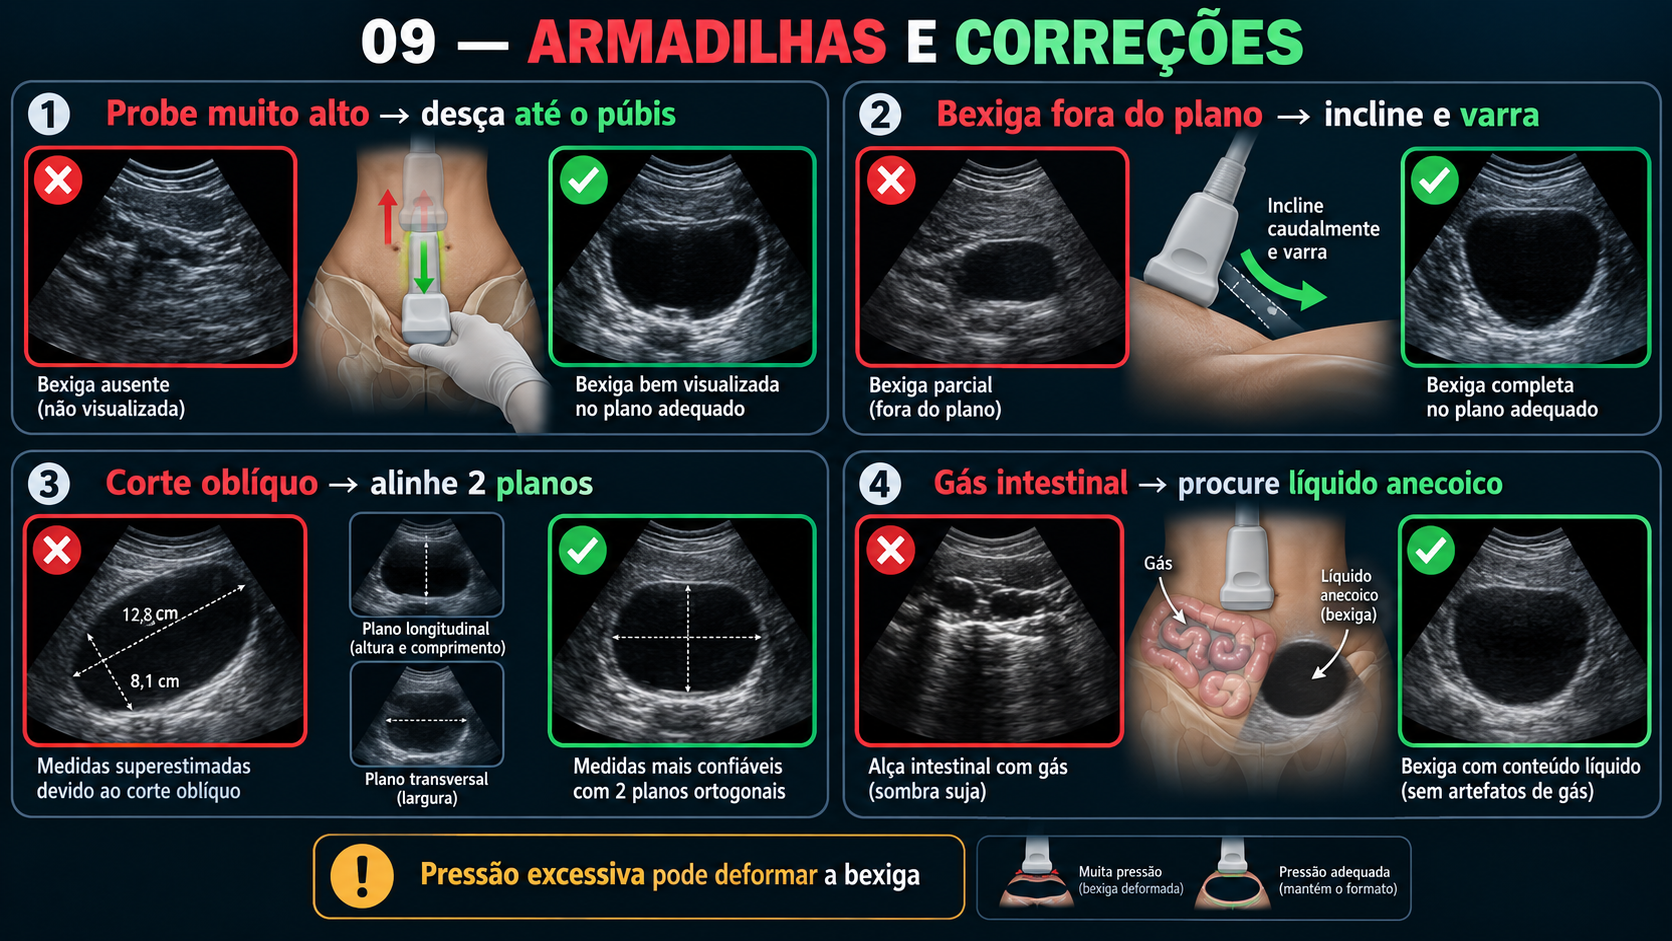 09 — ARMADILHAS E CORREÇÕES
1 Probe muito alto → desça até o púbis
Bexiga ausente
(não visualizada)
Bexiga bem visualizada
no plano adequado
2 Bexiga fora do plano → incline e varra
Incline
caudalmente
e varra
Bexiga parcial
(fora do plano)
Bexiga completa
no plano adequado
3 Corte oblíquo → alinhe 2 planos
12,8 cm
8,1 cm
Medidas superestimadas
devido ao corte oblíquo
Plano longitudinal
(altura e comprimento)
Plano transversal
(largura)
Medidas mais confiáveis
com 2 planos ortogonais
4 Gás intestinal → procure líquido anecoico
Gás
Líquido
anecoico
(bexiga)
Alça intestinal com gás
(sombra suja)
Bexiga com conteúdo líquido
(sem artefatos de gás)
! Pressão excessiva pode deformar a bexiga
Muita pressão
(bexiga deformada)
Pressão adequada
(mantém o formato)